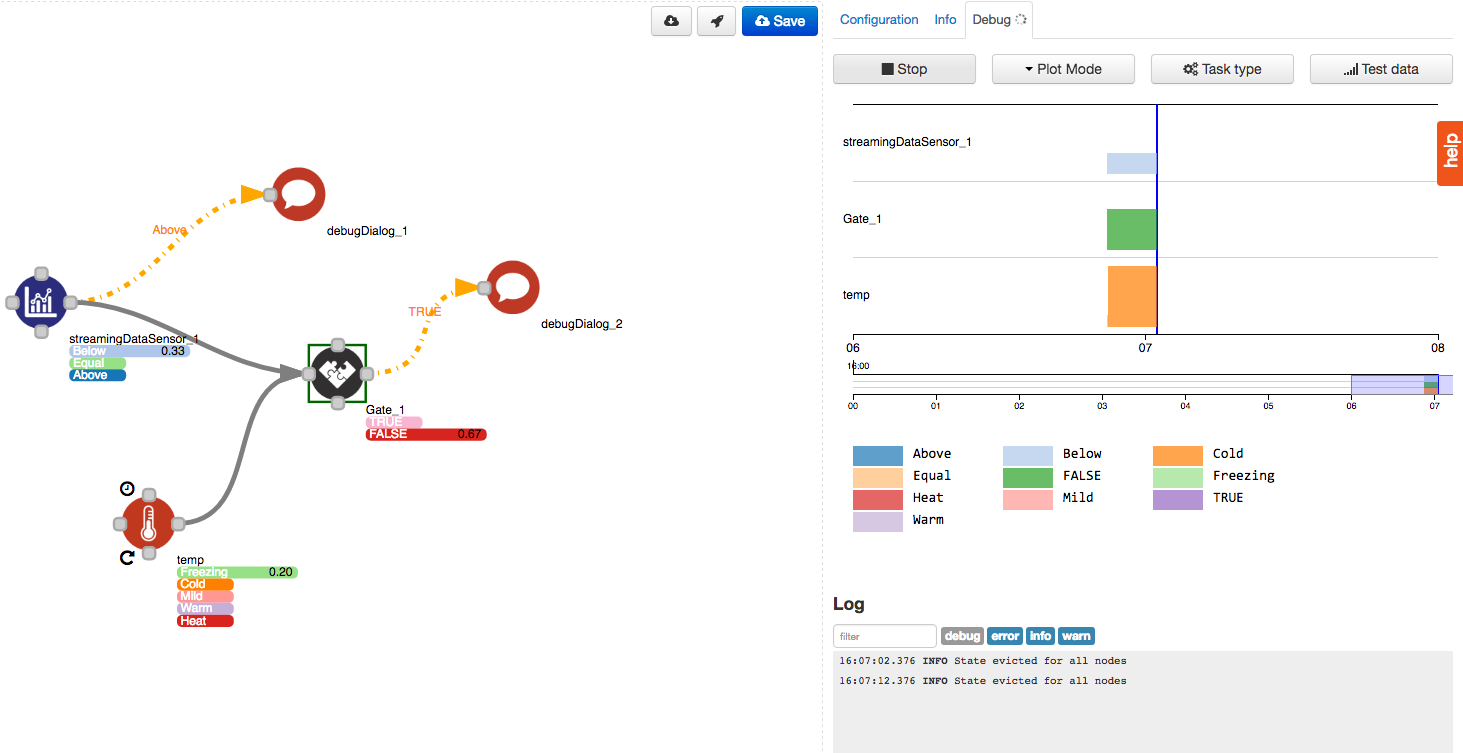 Save
Configuration Info Debug
Stop Plot Mode Task type Test data
help
Above
debugDialog_1
TRUE
debugDialog_2
streamingDataSensor_1
Below 0.33
Equal
Above
Gate_1
TRUE
FALSE 0.67
temp
Freezing 0.20
Cold
Mild
Warm
Heat
streamingDataSensor_1
Gate_1
temp
06 07 08
16:00
00 01 02 03 04 05 06 07
Above Below Cold
Equal FALSE Freezing
Heat Mild TRUE
Warm
Log
filter debug error info warn
16:07:02.376 INFO State evicted for all nodes
16:07:12.376 INFO State evicted for all nodes